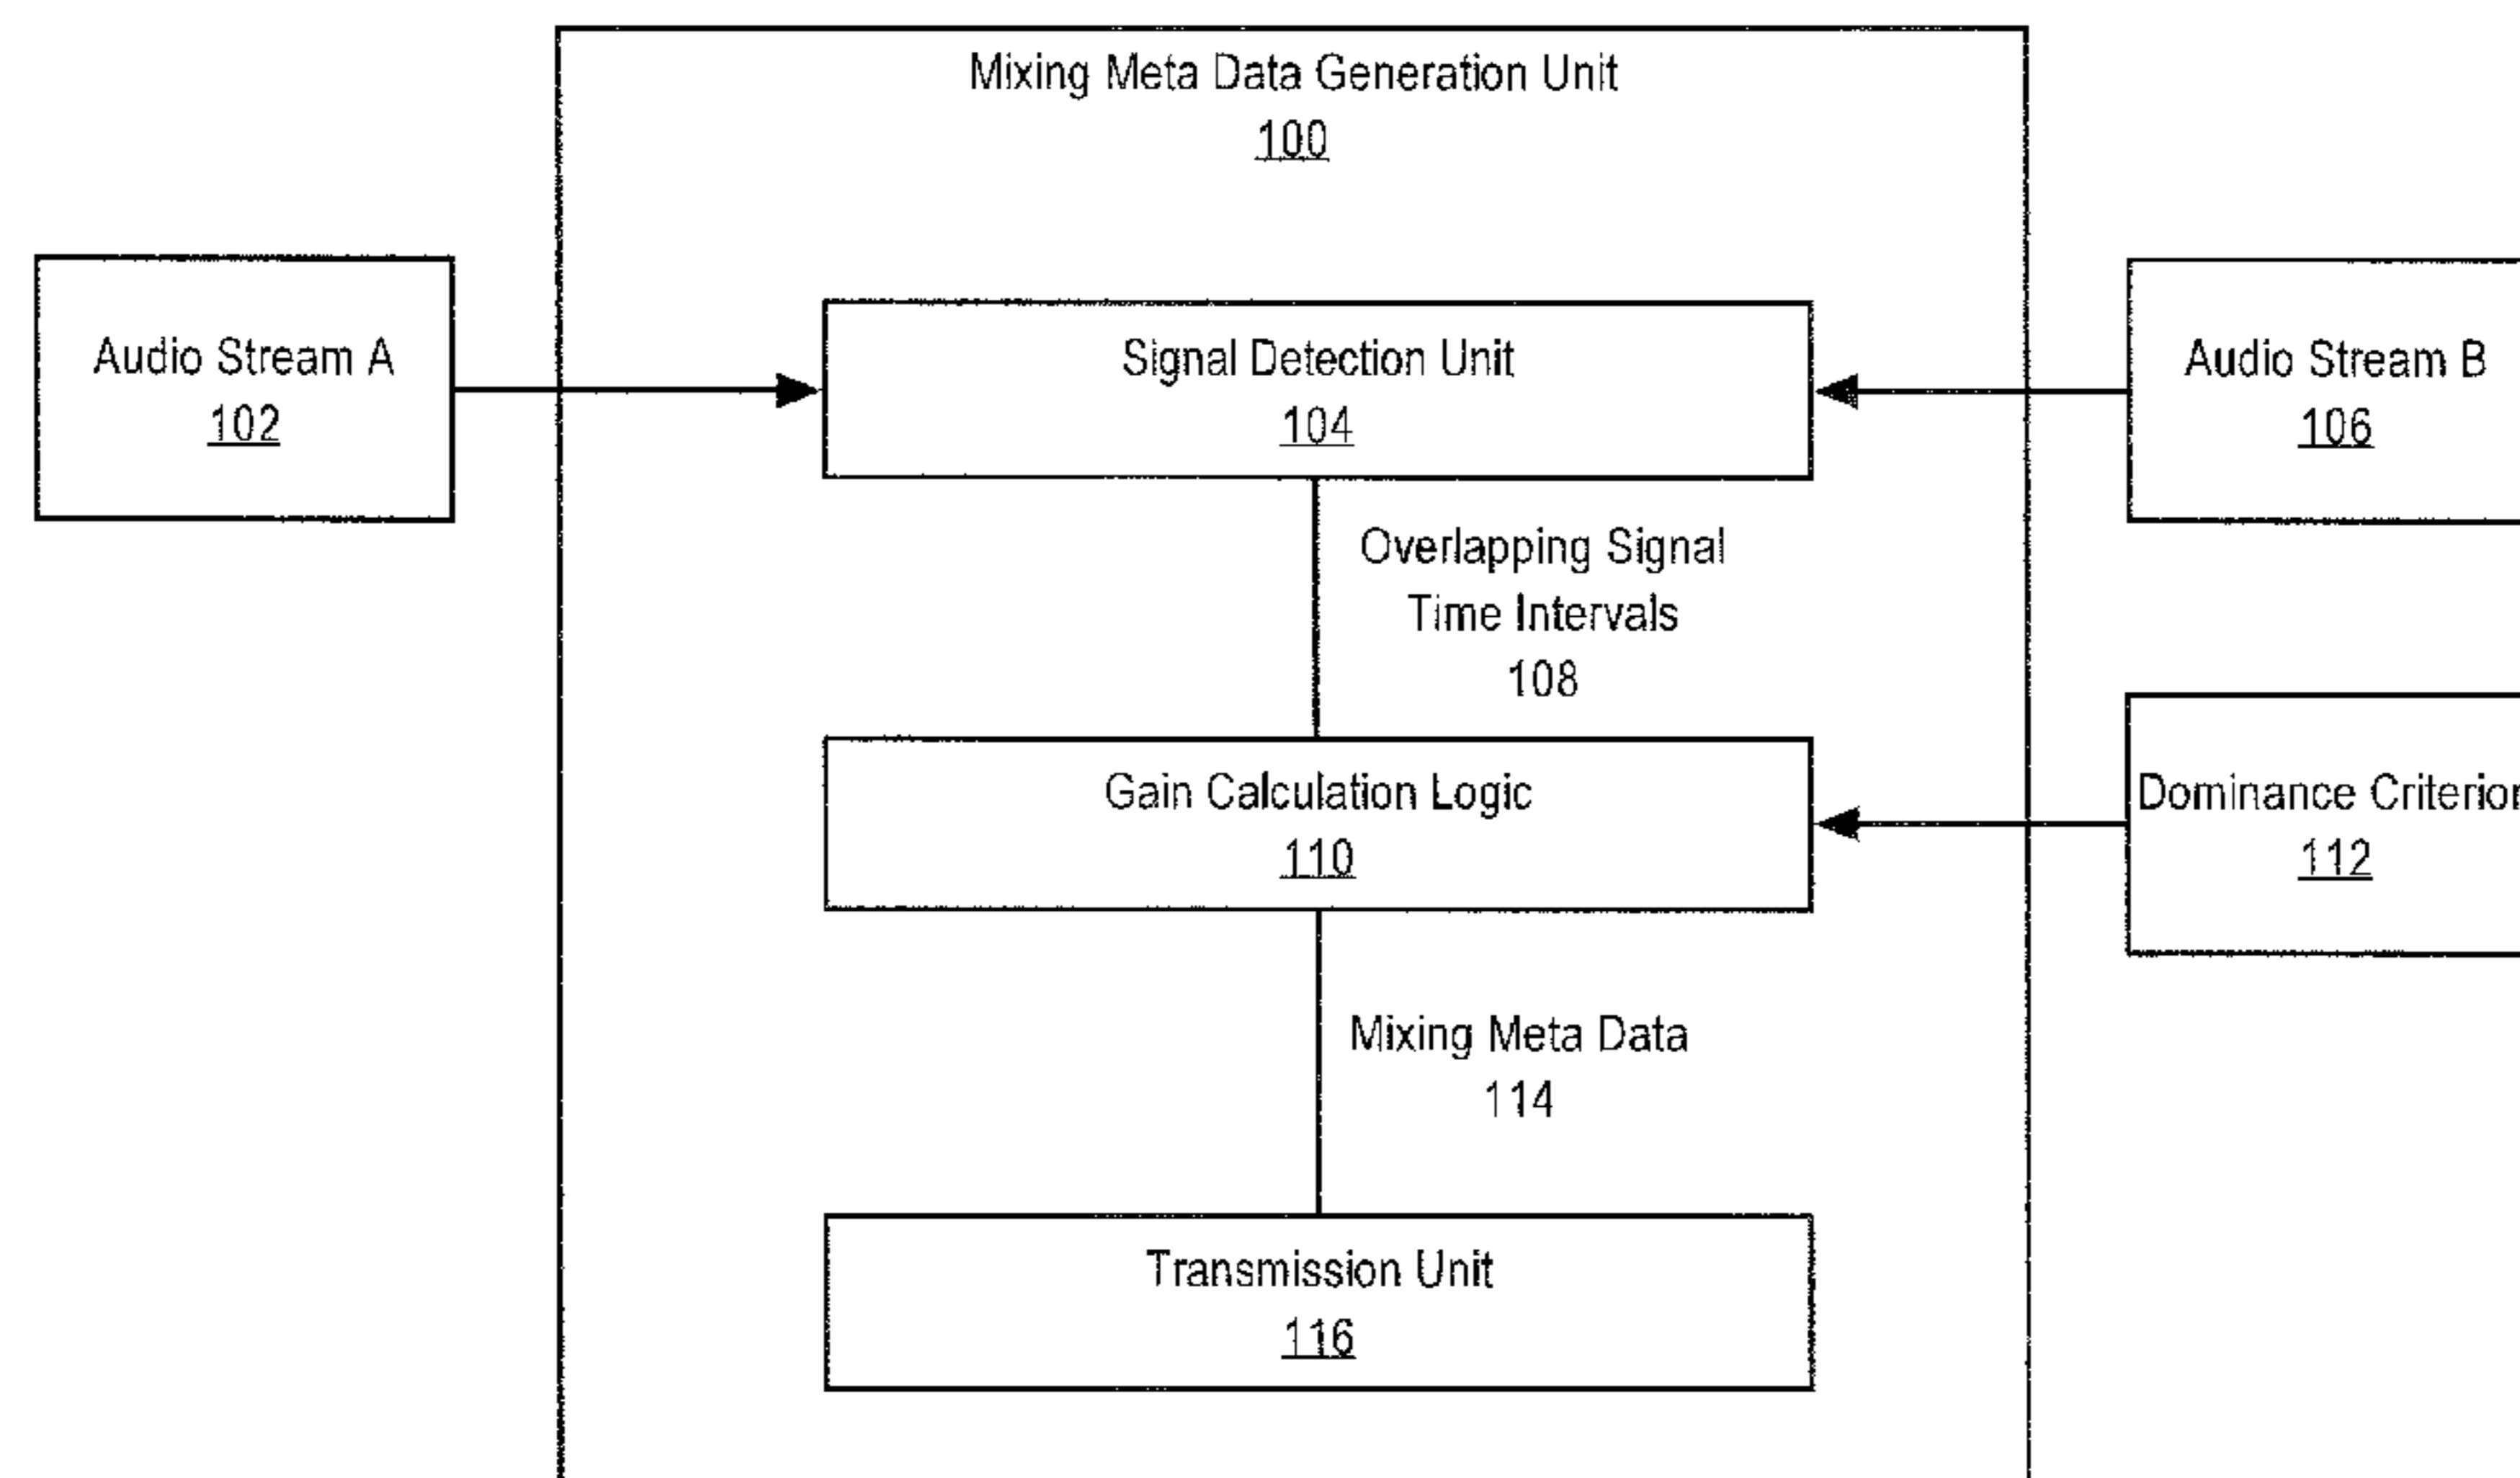 Mixing Meta Data Generation Unit
100
Audio Stream A
102
Signal Detection Unit
104
Audio Stream B
106
Overlapping Signal
Time Intervals
108
Gain Calculation Logic
110
Dominance Criterion
112
Mixing Meta Data
114
Transmission Unit
116